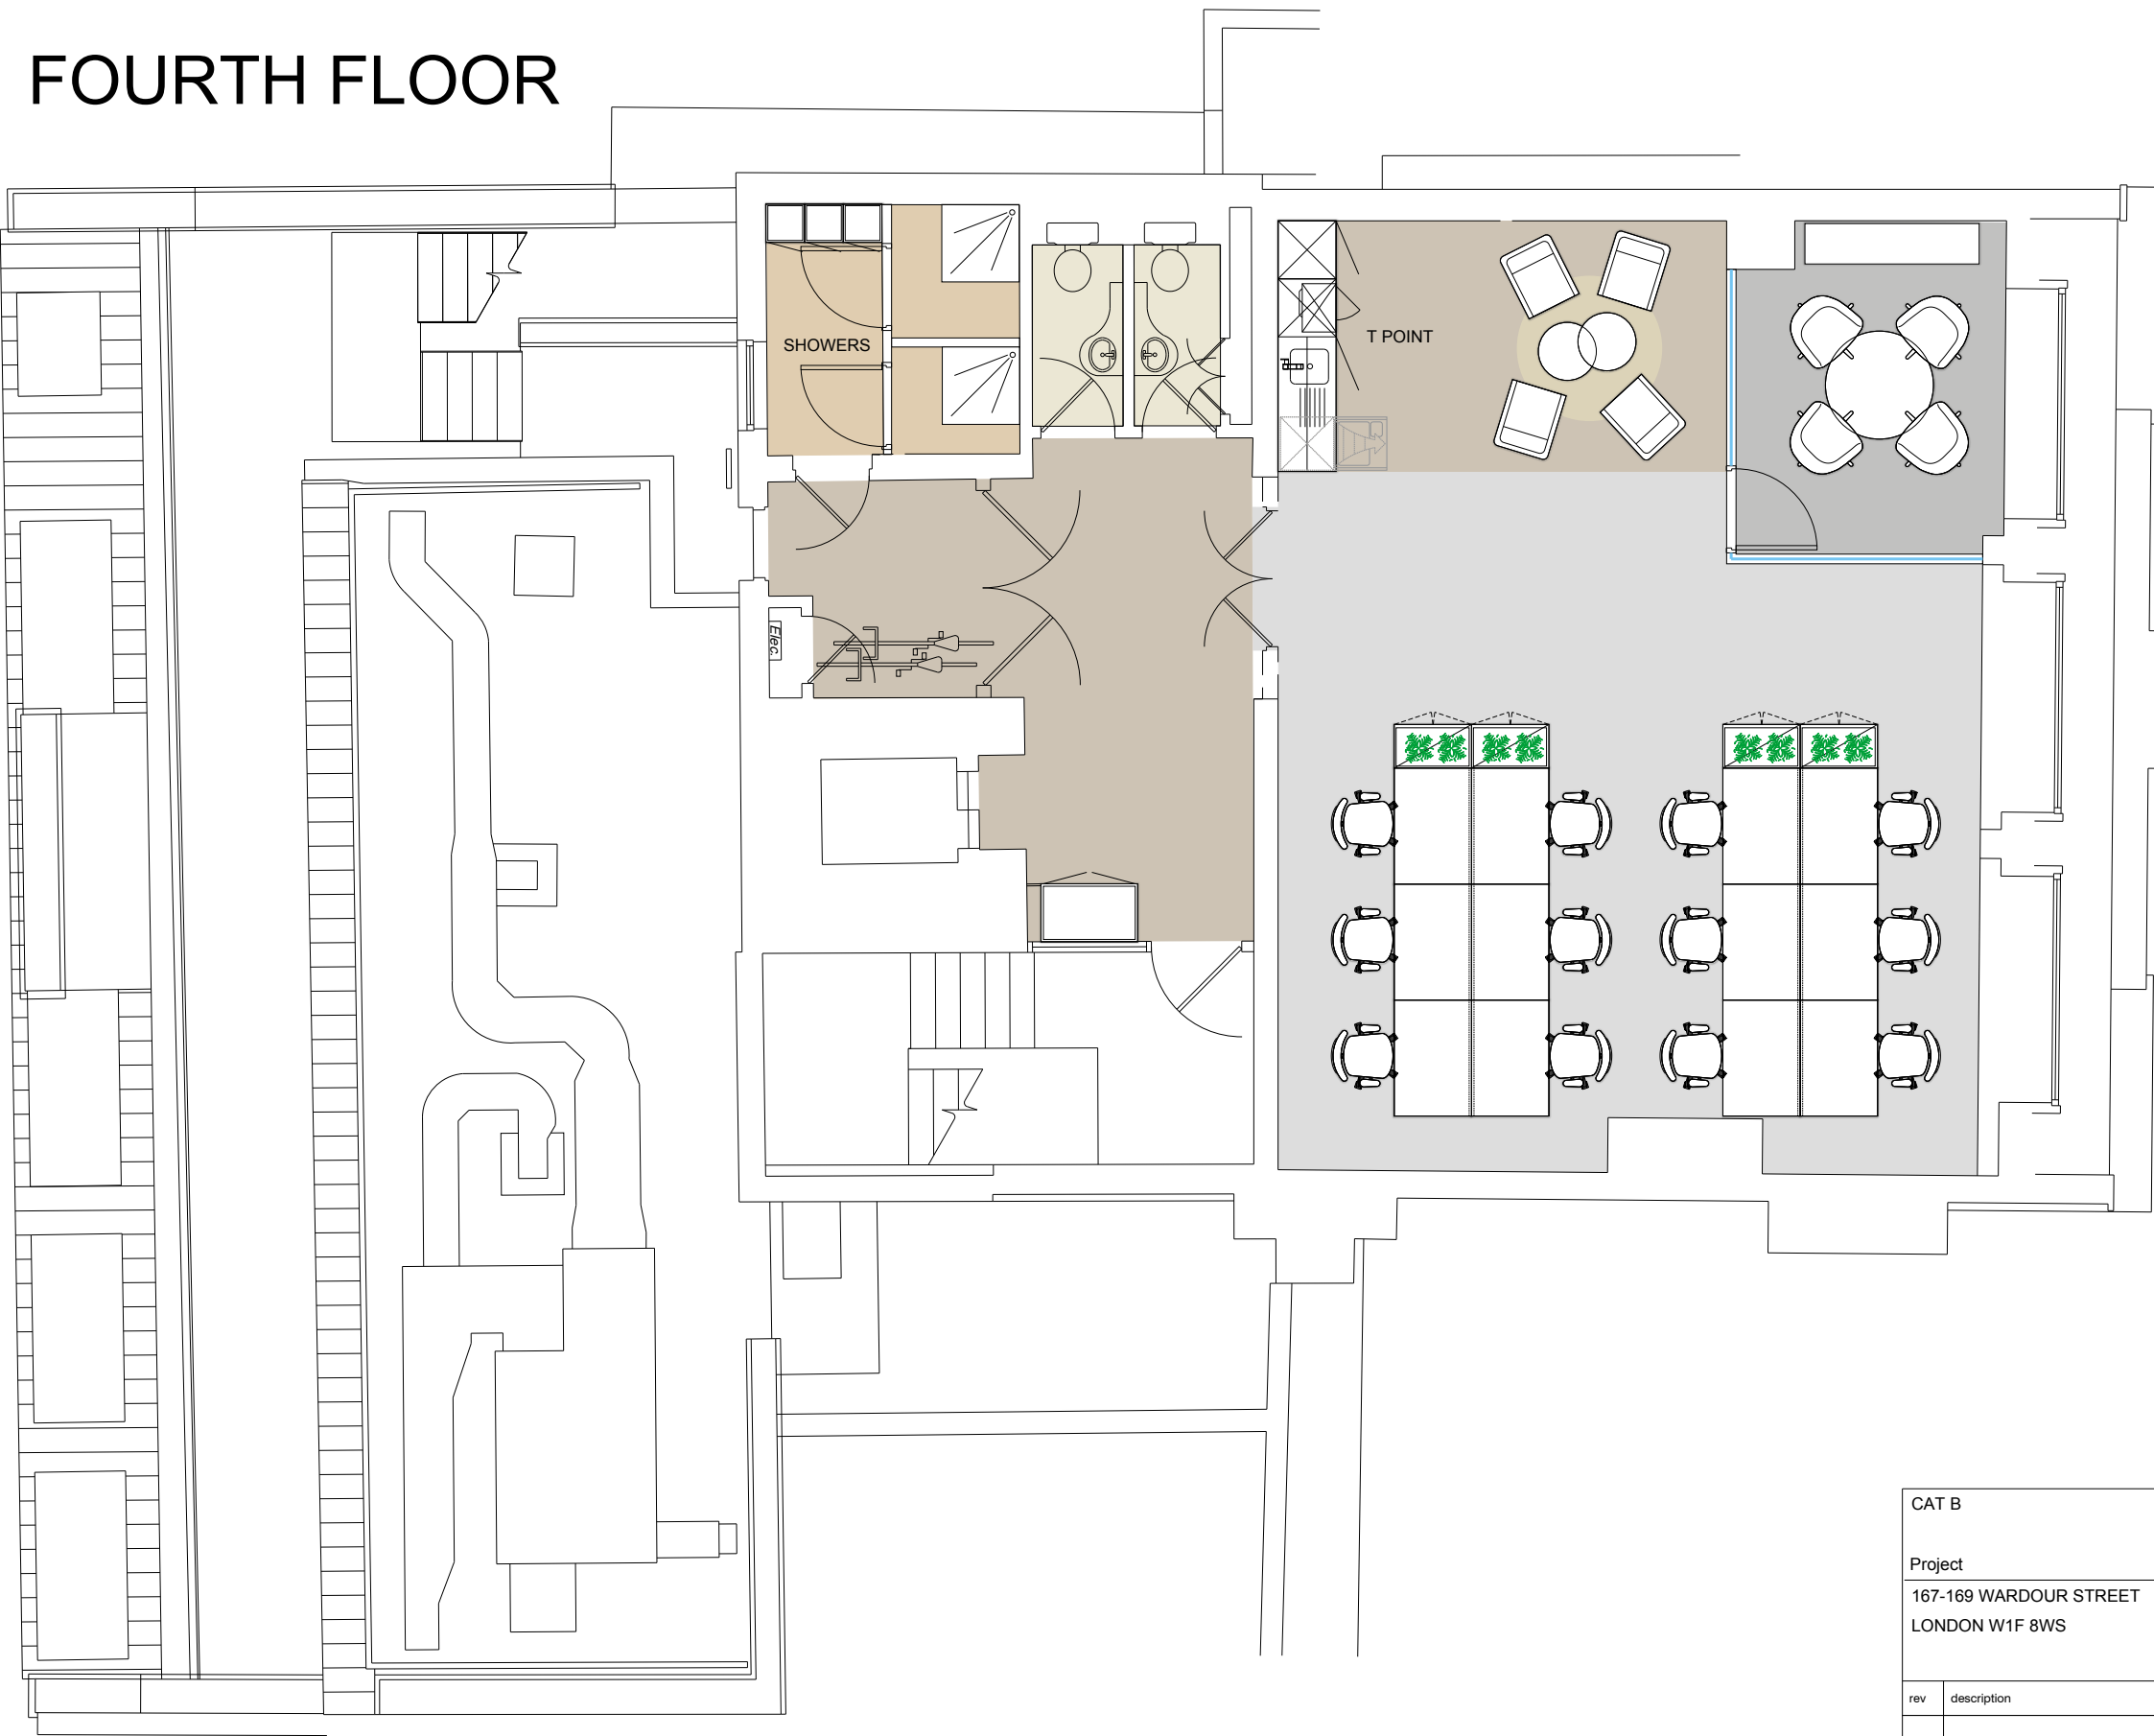 FOURTH FLOOR
SHOWERS
T POINT
Elec.
CAT B
Project
167-169 WARDOUR STREET
LONDON W1F 8WS
rev description